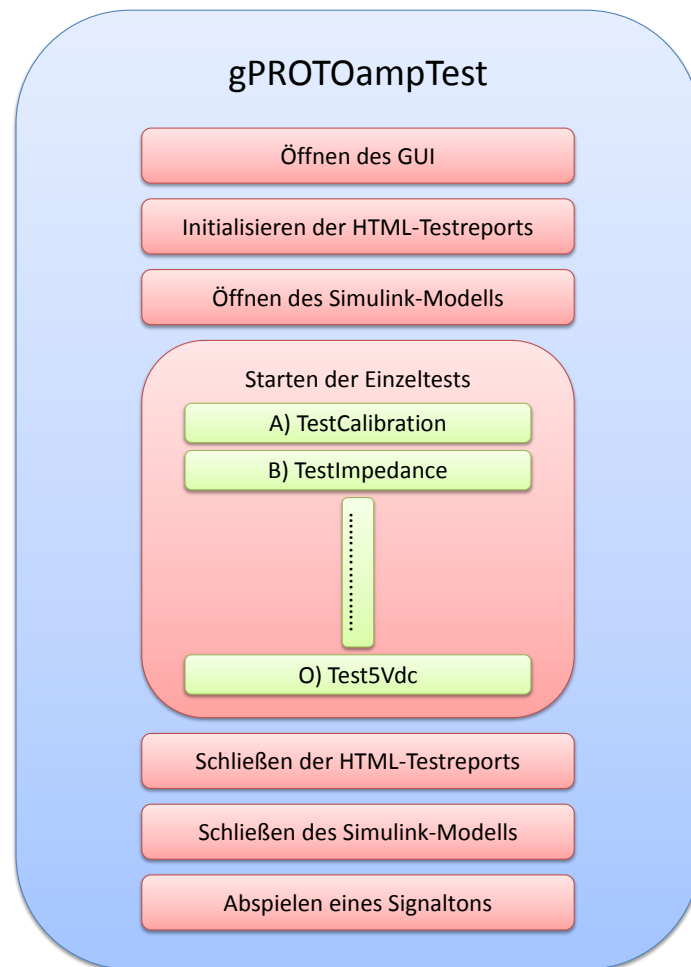 gPROTOampTest
Öffnen des GUI
Initialisieren der HTML-Testreports
Öffnen des Simulink-Modells
Starten der Einzeltests
A) TestCalibration
B) TestImpedance
..................
O) Test5Vdc
Schließen der HTML-Testreports
Schließen des Simulink-Modells
Abspielen eines Signaltons